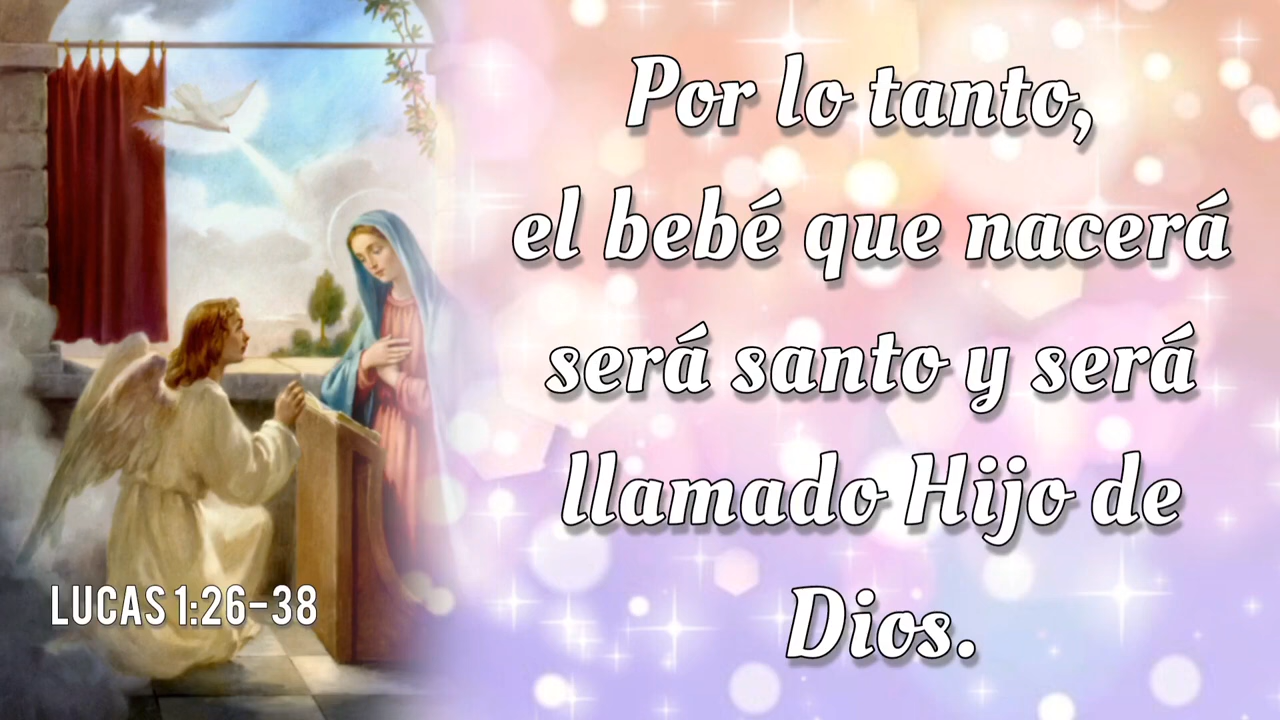 Por lo tanto,
el bebé que nacerá
será santo y será
llamado Hijo de
Dios.
LUCAS 1:26-38